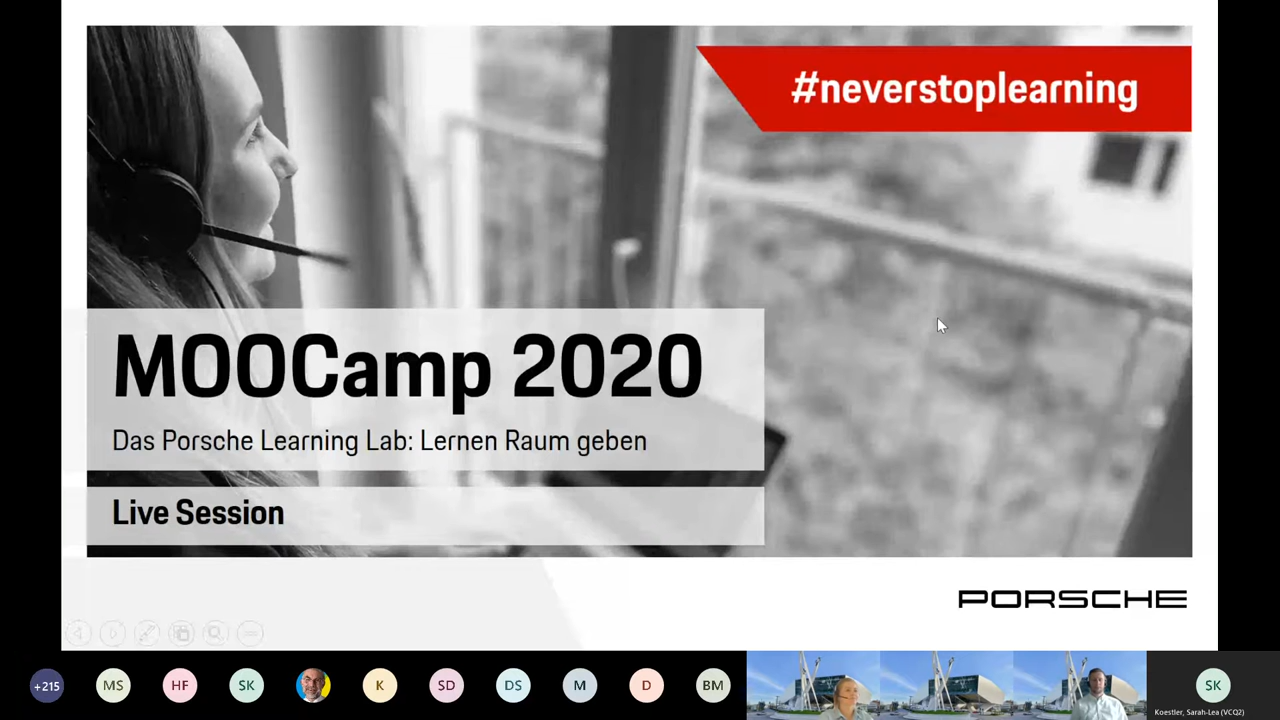 #neverstoplearning
MOOCamp 2020
Das Porsche Learning Lab: Lernen Raum geben
Live Session
PORSCHE
+215
MS
HF
SK
K
SD
DS
M
D
BM
SK
Koestler, Sarah-Lea (VCQ2)